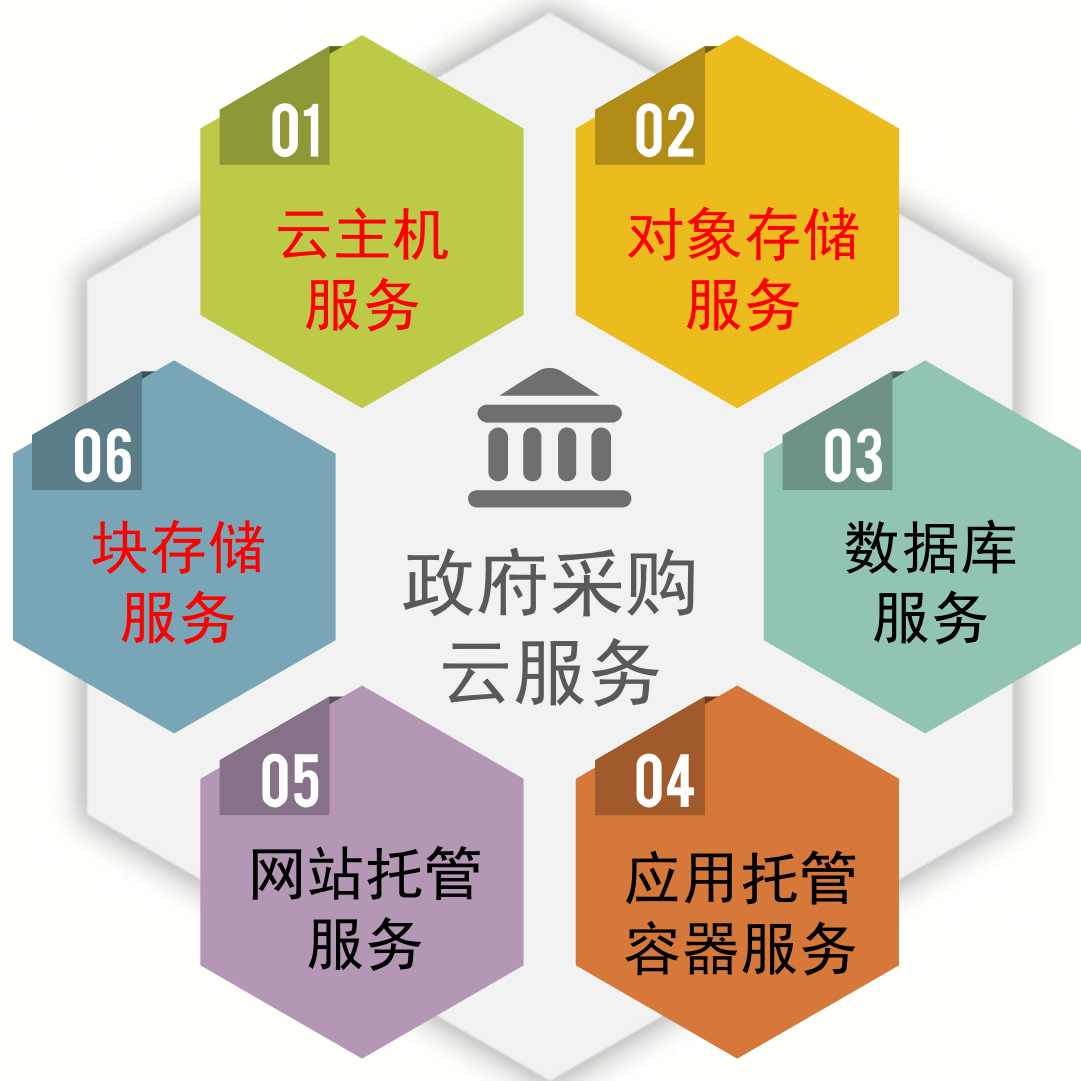 01
云主机
服务
02
对象存储
服务
03
数据库
服务
04
应用托管
容器服务
05
网站托管
服务
06
块存储
服务
政府采购
云服务